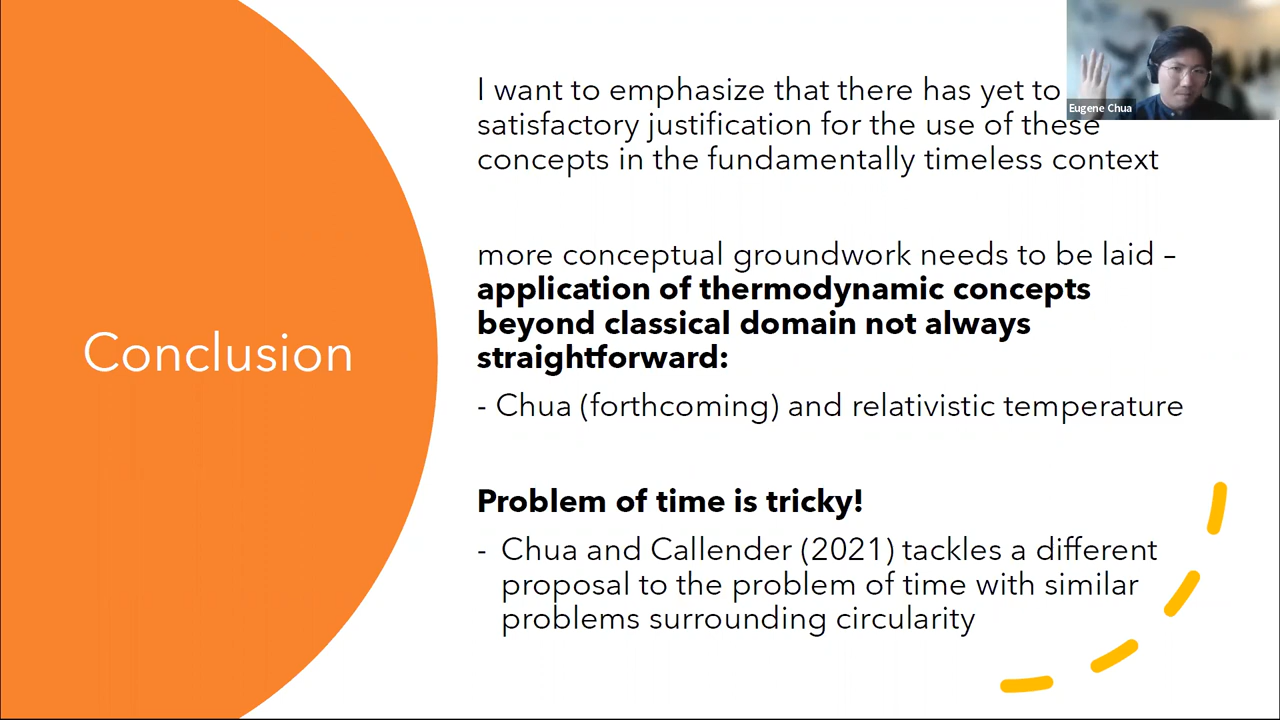 I want to emphasize that there has yet to
Eugene Chua
satisfactory justification for the use of these
concepts in the fundamentally timeless context
more conceptual groundwork needs to be laid –
application of thermodynamic concepts
beyond classical domain not always
straightforward:
Conclusion
- Chua (forthcoming) and relativistic temperature
Problem of time is tricky!
- Chua and Callender (2021) tackles a different
proposal to the problem of time with similar
problems surrounding circularity